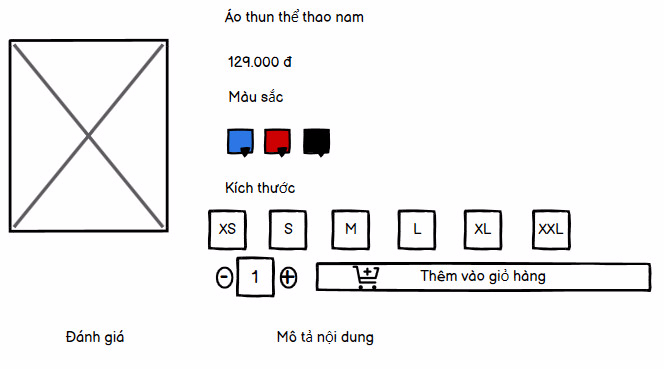 Áo thun thể thao nam
129.000 đ
Màu sắc
Kích thước
XS S M L XL XXL
- 1 + Thêm vào giỏ hàng
Đánh giá Mô tả nội dung